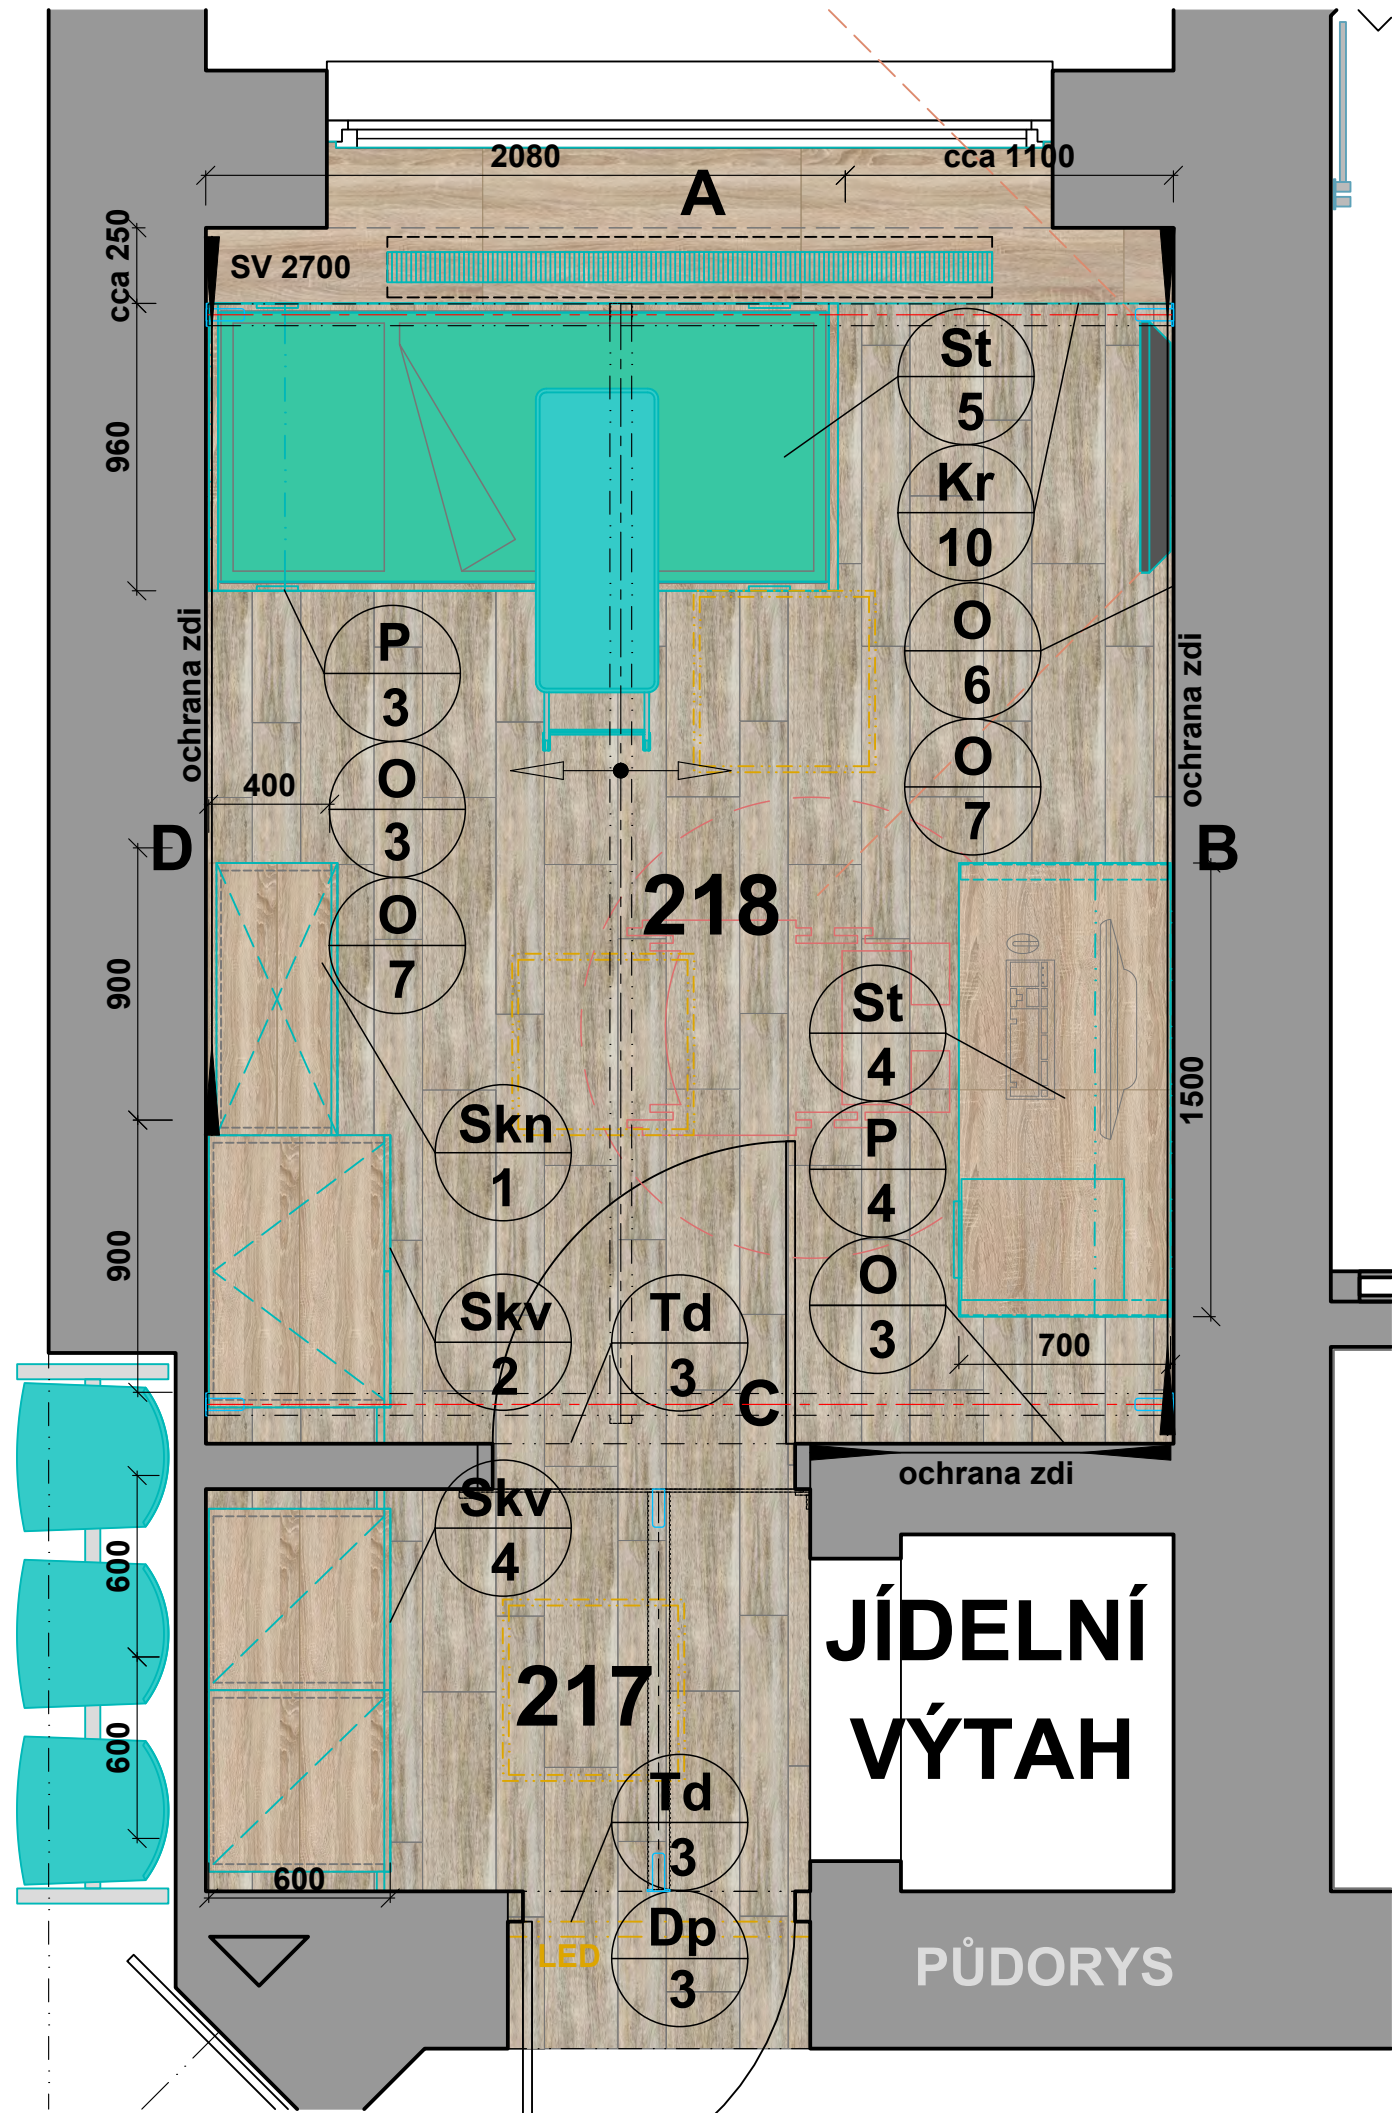 2080
cca 1100
A
cca 250
SV 2700
St
5
960
Kr
10
O
6
P
3
ochrana zdi
ochrana zdi
O
7
400
O
3
D
B
218
O
7
900
St
4
1500
Skn
1
P
4
900
O
3
Skv
2
Td
3
700
C
ochrana zdi
Skv
4
600
JÍDELNÍ
VÝTAH
217
600
Td
3
600
Dp
3
LED
PŮDORYS